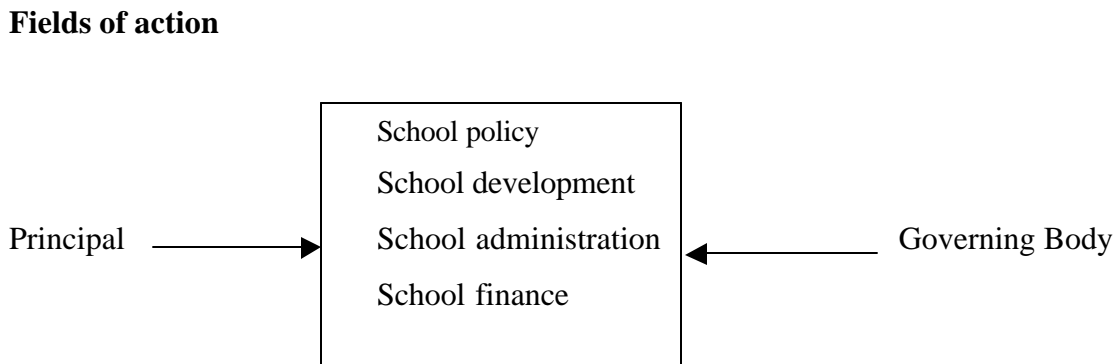 Fields of action
School policy
School development
Principal
School administration
Governing Body
School finance